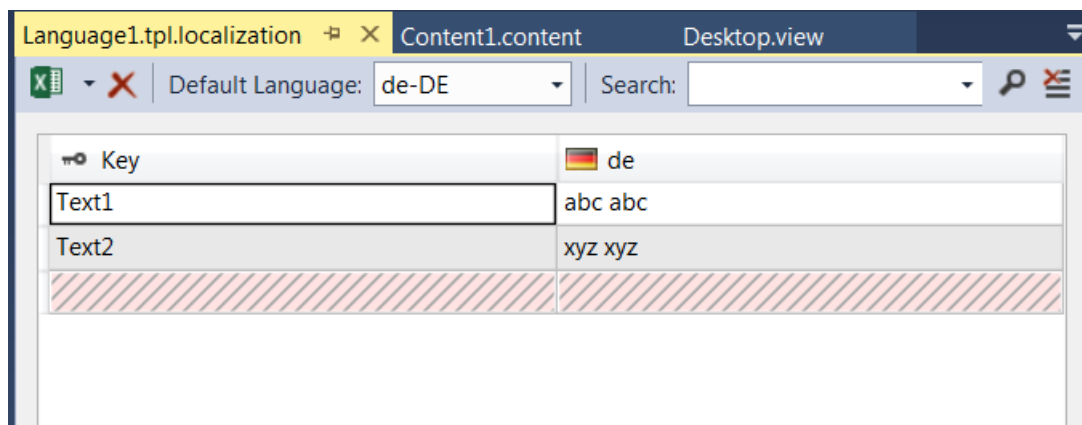 Language1.tpl.localization Content1.content Desktop.view
Default Language: de-DE Search:
Key de
Text1 abc abc
Text2 xyz xyz